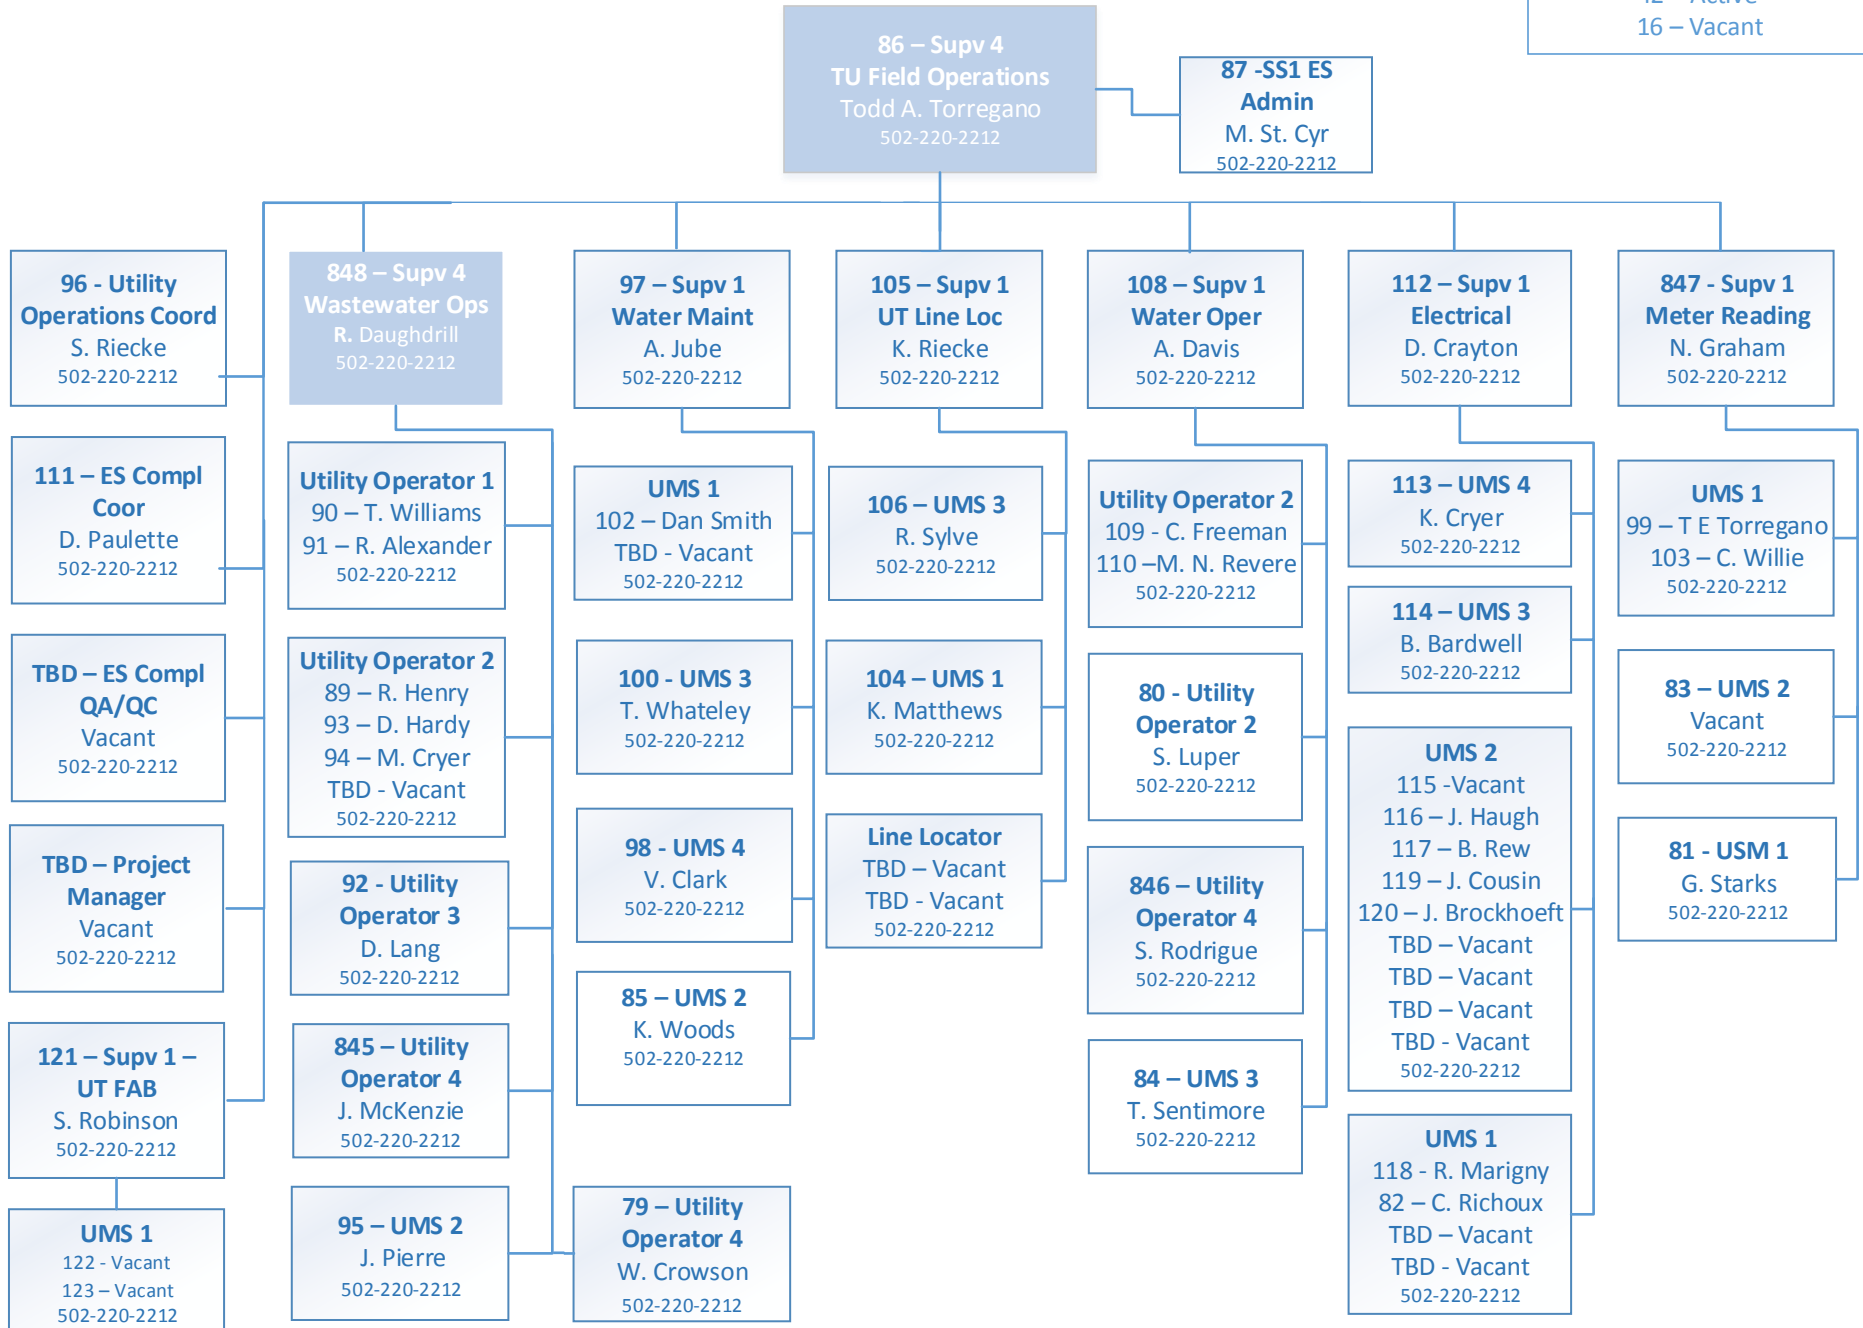 42 – Active
16 – Vacant
86 – Supv 4
TU Field Operations
Todd A. Torregano
502-220-2212
87 -SS1 ES
Admin
M. St. Cyr
502-220-2212
96 - Utility
Operations Coord
S. Riecke
502-220-2212
111 – ES Compl
Coor
D. Paulette
502-220-2212
TBD – ES Compl
QA/QC
Vacant
502-220-2212
TBD – Project
Manager
Vacant
502-220-2212
121 – Supv 1 –
UT FAB
S. Robinson
502-220-2212
UMS 1
122 - Vacant
123 – Vacant
502-220-2212
848 – Supv 4
Wastewater Ops
R. Daughdrill
502-220-2212
Utility Operator 1
90 – T. Williams
91 – R. Alexander
502-220-2212
Utility Operator 2
89 – R. Henry
93 – D. Hardy
94 – M. Cryer
TBD - Vacant
502-220-2212
92 - Utility
Operator 3
D. Lang
502-220-2212
845 – Utility
Operator 4
J. McKenzie
502-220-2212
95 – UMS 2
J. Pierre
502-220-2212
79 – Utility
Operator 4
W. Crowson
502-220-2212
97 – Supv 1
Water Maint
A. Jube
502-220-2212
UMS 1
102 – Dan Smith
TBD - Vacant
502-220-2212
100 - UMS 3
T. Whateley
502-220-2212
98 - UMS 4
V. Clark
502-220-2212
85 – UMS 2
K. Woods
502-220-2212
105 – Supv 1
UT Line Loc
K. Riecke
502-220-2212
106 – UMS 3
R. Sylve
502-220-2212
104 – UMS 1
K. Matthews
502-220-2212
Line Locator
TBD – Vacant
TBD - Vacant
502-220-2212
108 – Supv 1
Water Oper
A. Davis
502-220-2212
Utility Operator 2
109 - C. Freeman
110 –M. N. Revere
502-220-2212
80 - Utility
Operator 2
S. Luper
502-220-2212
846 – Utility
Operator 4
S. Rodrigue
502-220-2212
84 – UMS 3
T. Sentimore
502-220-2212
112 – Supv 1
Electrical
D. Crayton
502-220-2212
113 – UMS 4
K. Cryer
502-220-2212
114 – UMS 3
B. Bardwell
502-220-2212
UMS 2
115 -Vacant
116 – J. Haugh
117 – B. Rew
119 – J. Cousin
120 – J. Brockhoeft
TBD – Vacant
TBD – Vacant
TBD – Vacant
TBD - Vacant
502-220-2212
UMS 1
118 - R. Marigny
82 – C. Richoux
TBD – Vacant
TBD - Vacant
502-220-2212
847 - Supv 1
Meter Reading
N. Graham
502-220-2212
UMS 1
99 – T E Torregano
103 – C. Willie
502-220-2212
83 – UMS 2
Vacant
502-220-2212
81 - USM 1
G. Starks
502-220-2212